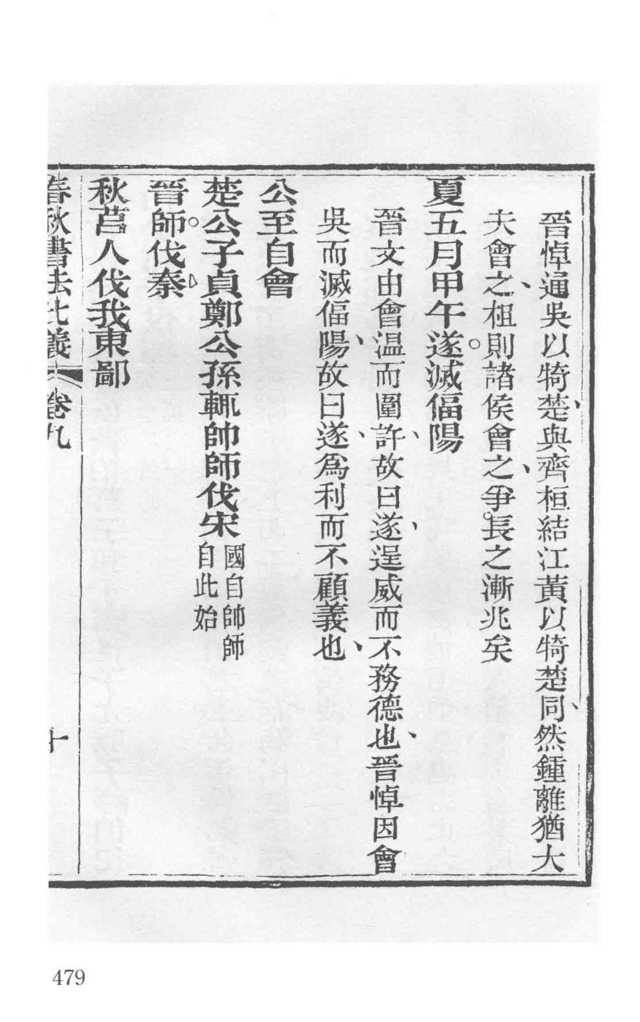 晉悼通吳以犄楚與齊桓結江黃以犄楚同然鍾離猶大
夫會之柤則諸侯會之爭長之漸兆矣
夏五月甲午遂滅偪陽
晉文由會温而圍許故曰遂逞威而不務德也晉悼因會
吳而滅偪陽故曰遂爲利而不顧義也
公至自會
楚公子貞鄭公孫輒帥師伐宋國自帥師
自此始
晉師伐秦
秋莒人伐我東鄙
春秋書法比義 卷九
十
479